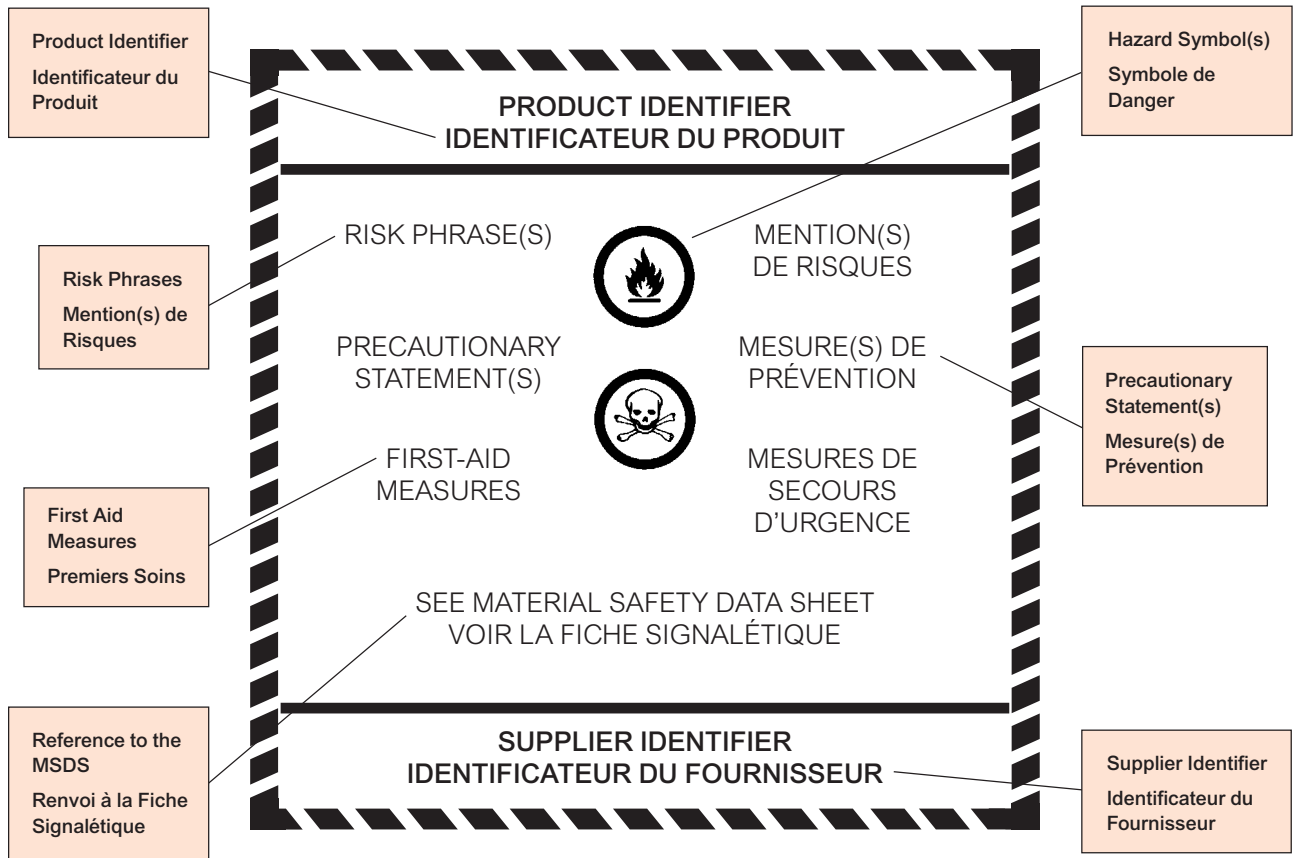 Product Identifier
Identificateur du
Produit
Hazard Symbol(s)
Symbole de
Danger
PRODUCT IDENTIFIER
IDENTIFICATEUR DU PRODUIT
Risk Phrases
Mention(s) de
Risques
RISK PHRASE(S)
MENTION(S)
DE RISQUES
PRECAUTIONARY
STATEMENT(S)
MESURE(S) DE
PRÉVENTION
Precautionary
Statement(s)
Mesure(s) de
Prévention
First Aid
Measures
Premiers Soins
FIRST-AID
MEASURES
MESURES DE
SECOURS
D’URGENCE
SEE MATERIAL SAFETY DATA SHEET
VOIR LA FICHE SIGNALÉTIQUE
Reference to the
MSDS
Renvoi à la Fiche
Signalétique
SUPPLIER IDENTIFIER
IDENTIFICATEUR DU FOURNISSEUR
Supplier Identifier
Identificateur du
Fournisseur